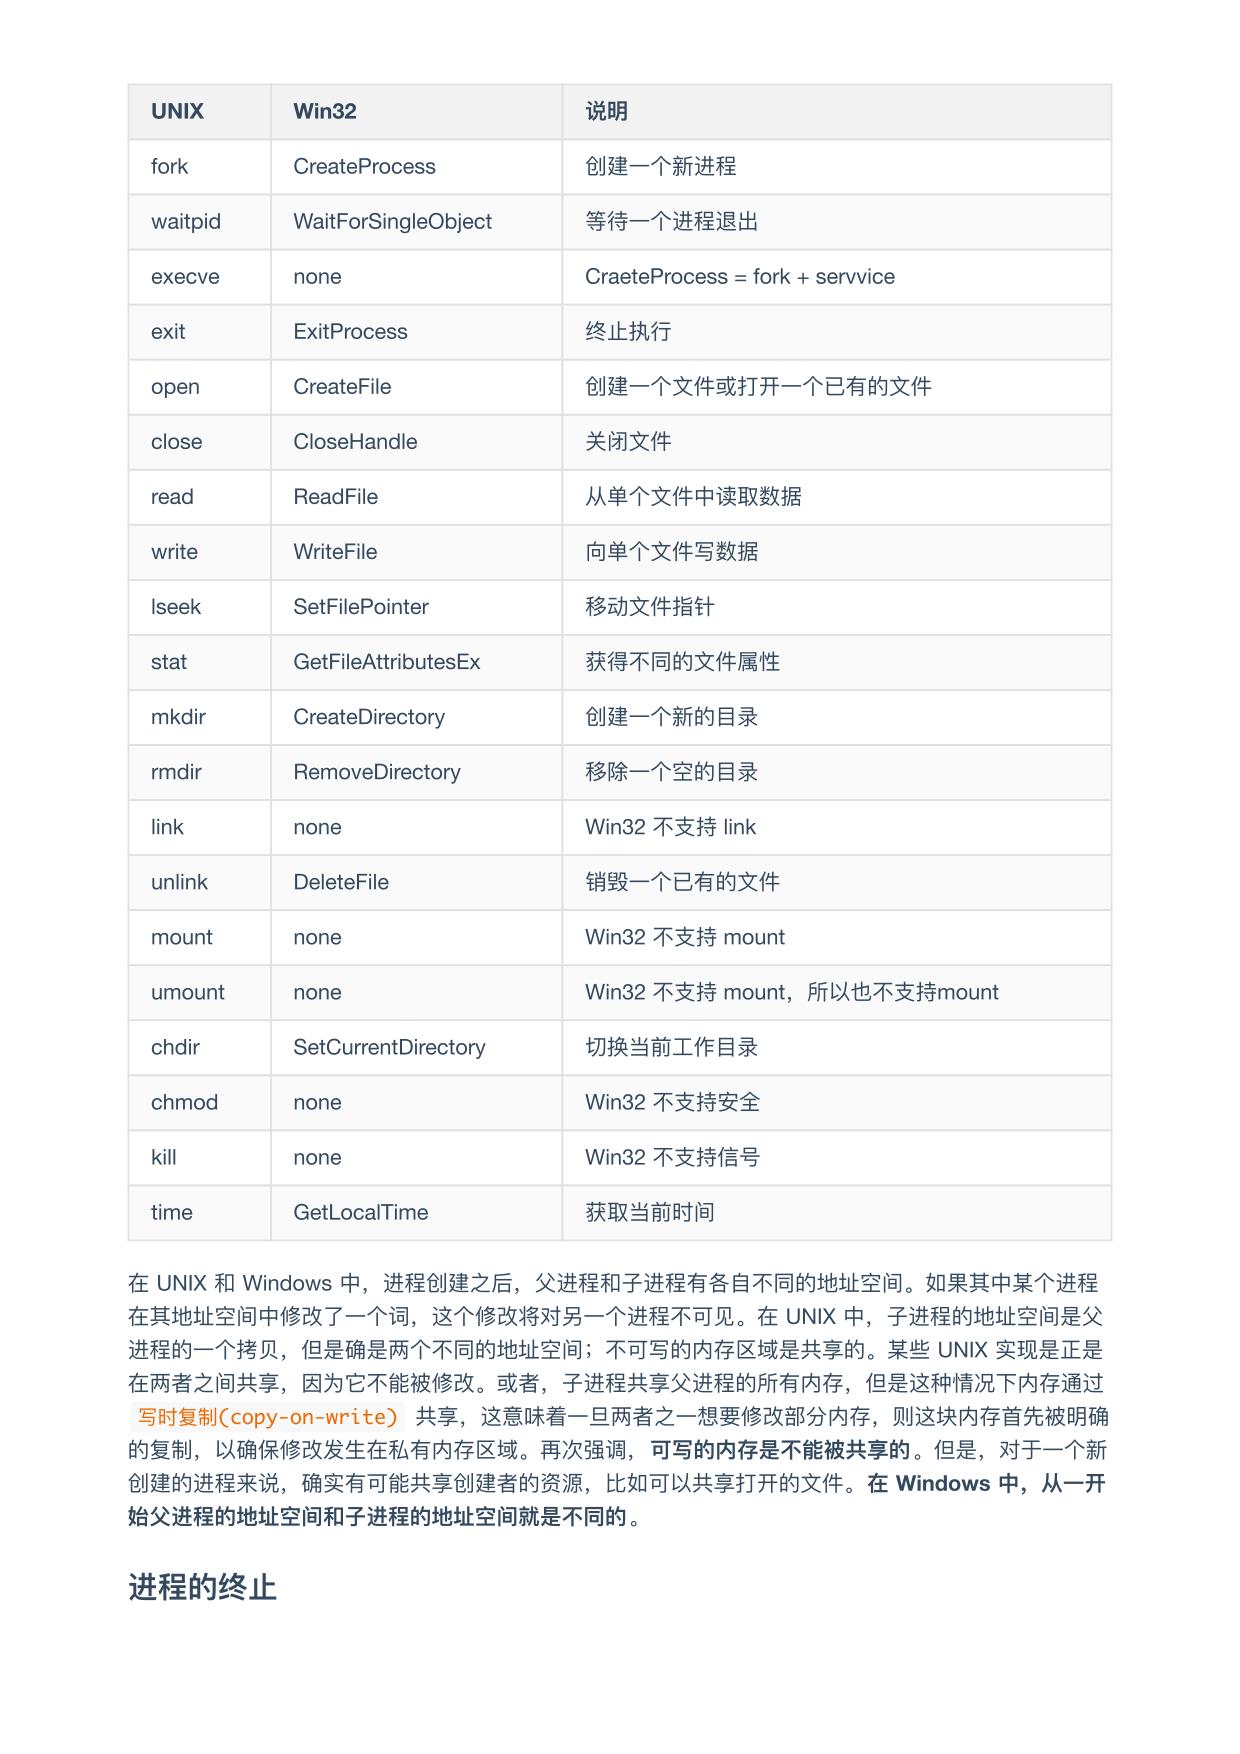 UNIX Win32 说明
fork CreateProcess 创建一个新进程
waitpid WaitForSingleObject 等待一个进程退出
execve none CraeteProcess = fork + servvice
exit ExitProcess 终止执行
open CreateFile 创建一个文件或打开一个已有的文件
close CloseHandle 关闭文件
read ReadFile 从单个文件中读取数据
write WriteFile 向单个文件写数据
lseek SetFilePointer 移动文件指针
stat GetFileAttributesEx 获得不同的文件属性
mkdir CreateDirectory 创建一个新的目录
rmdir RemoveDirectory 移除一个空的目录
link none Win32 不支持 link
unlink DeleteFile 销毁一个已有的文件
mount none Win32 不支持 mount
umount none Win32 不支持 mount，所以也不支持mount
chdir SetCurrentDirectory 切换当前工作目录
chmod none Win32 不支持安全
kill none Win32 不支持信号
time GetLocalTime 获取当前时间
在 UNIX 和 Windows 中，进程创建之后，父进程和子进程有各自不同的地址空间。如果其中某个进程
在其地址空间中修改了一个词，这个修改将对另一个进程不可见。在 UNIX 中，子进程的地址空间是父
进程的一个拷贝，但是确是两个不同的地址空间；不可写的内存区域是共享的。某些 UNIX 实现是正是
在两者之间共享，因为它不能被修改。或者，子进程共享父进程的所有内存，但是这种情况下内存通过
写时复制(copy-on-write) 共享，这意味着一旦两者之一想要修改部分内存，则这块内存首先被明确
的复制，以确保修改发生在私有内存区域。再次强调，可写的内存是不能被共享的。但是，对于一个新
创建的进程来说，确实有可能共享创建者的资源，比如可以共享打开的文件。在 Windows 中，从一开
始父进程的地址空间和子进程的地址空间就是不同的。
进程的终止